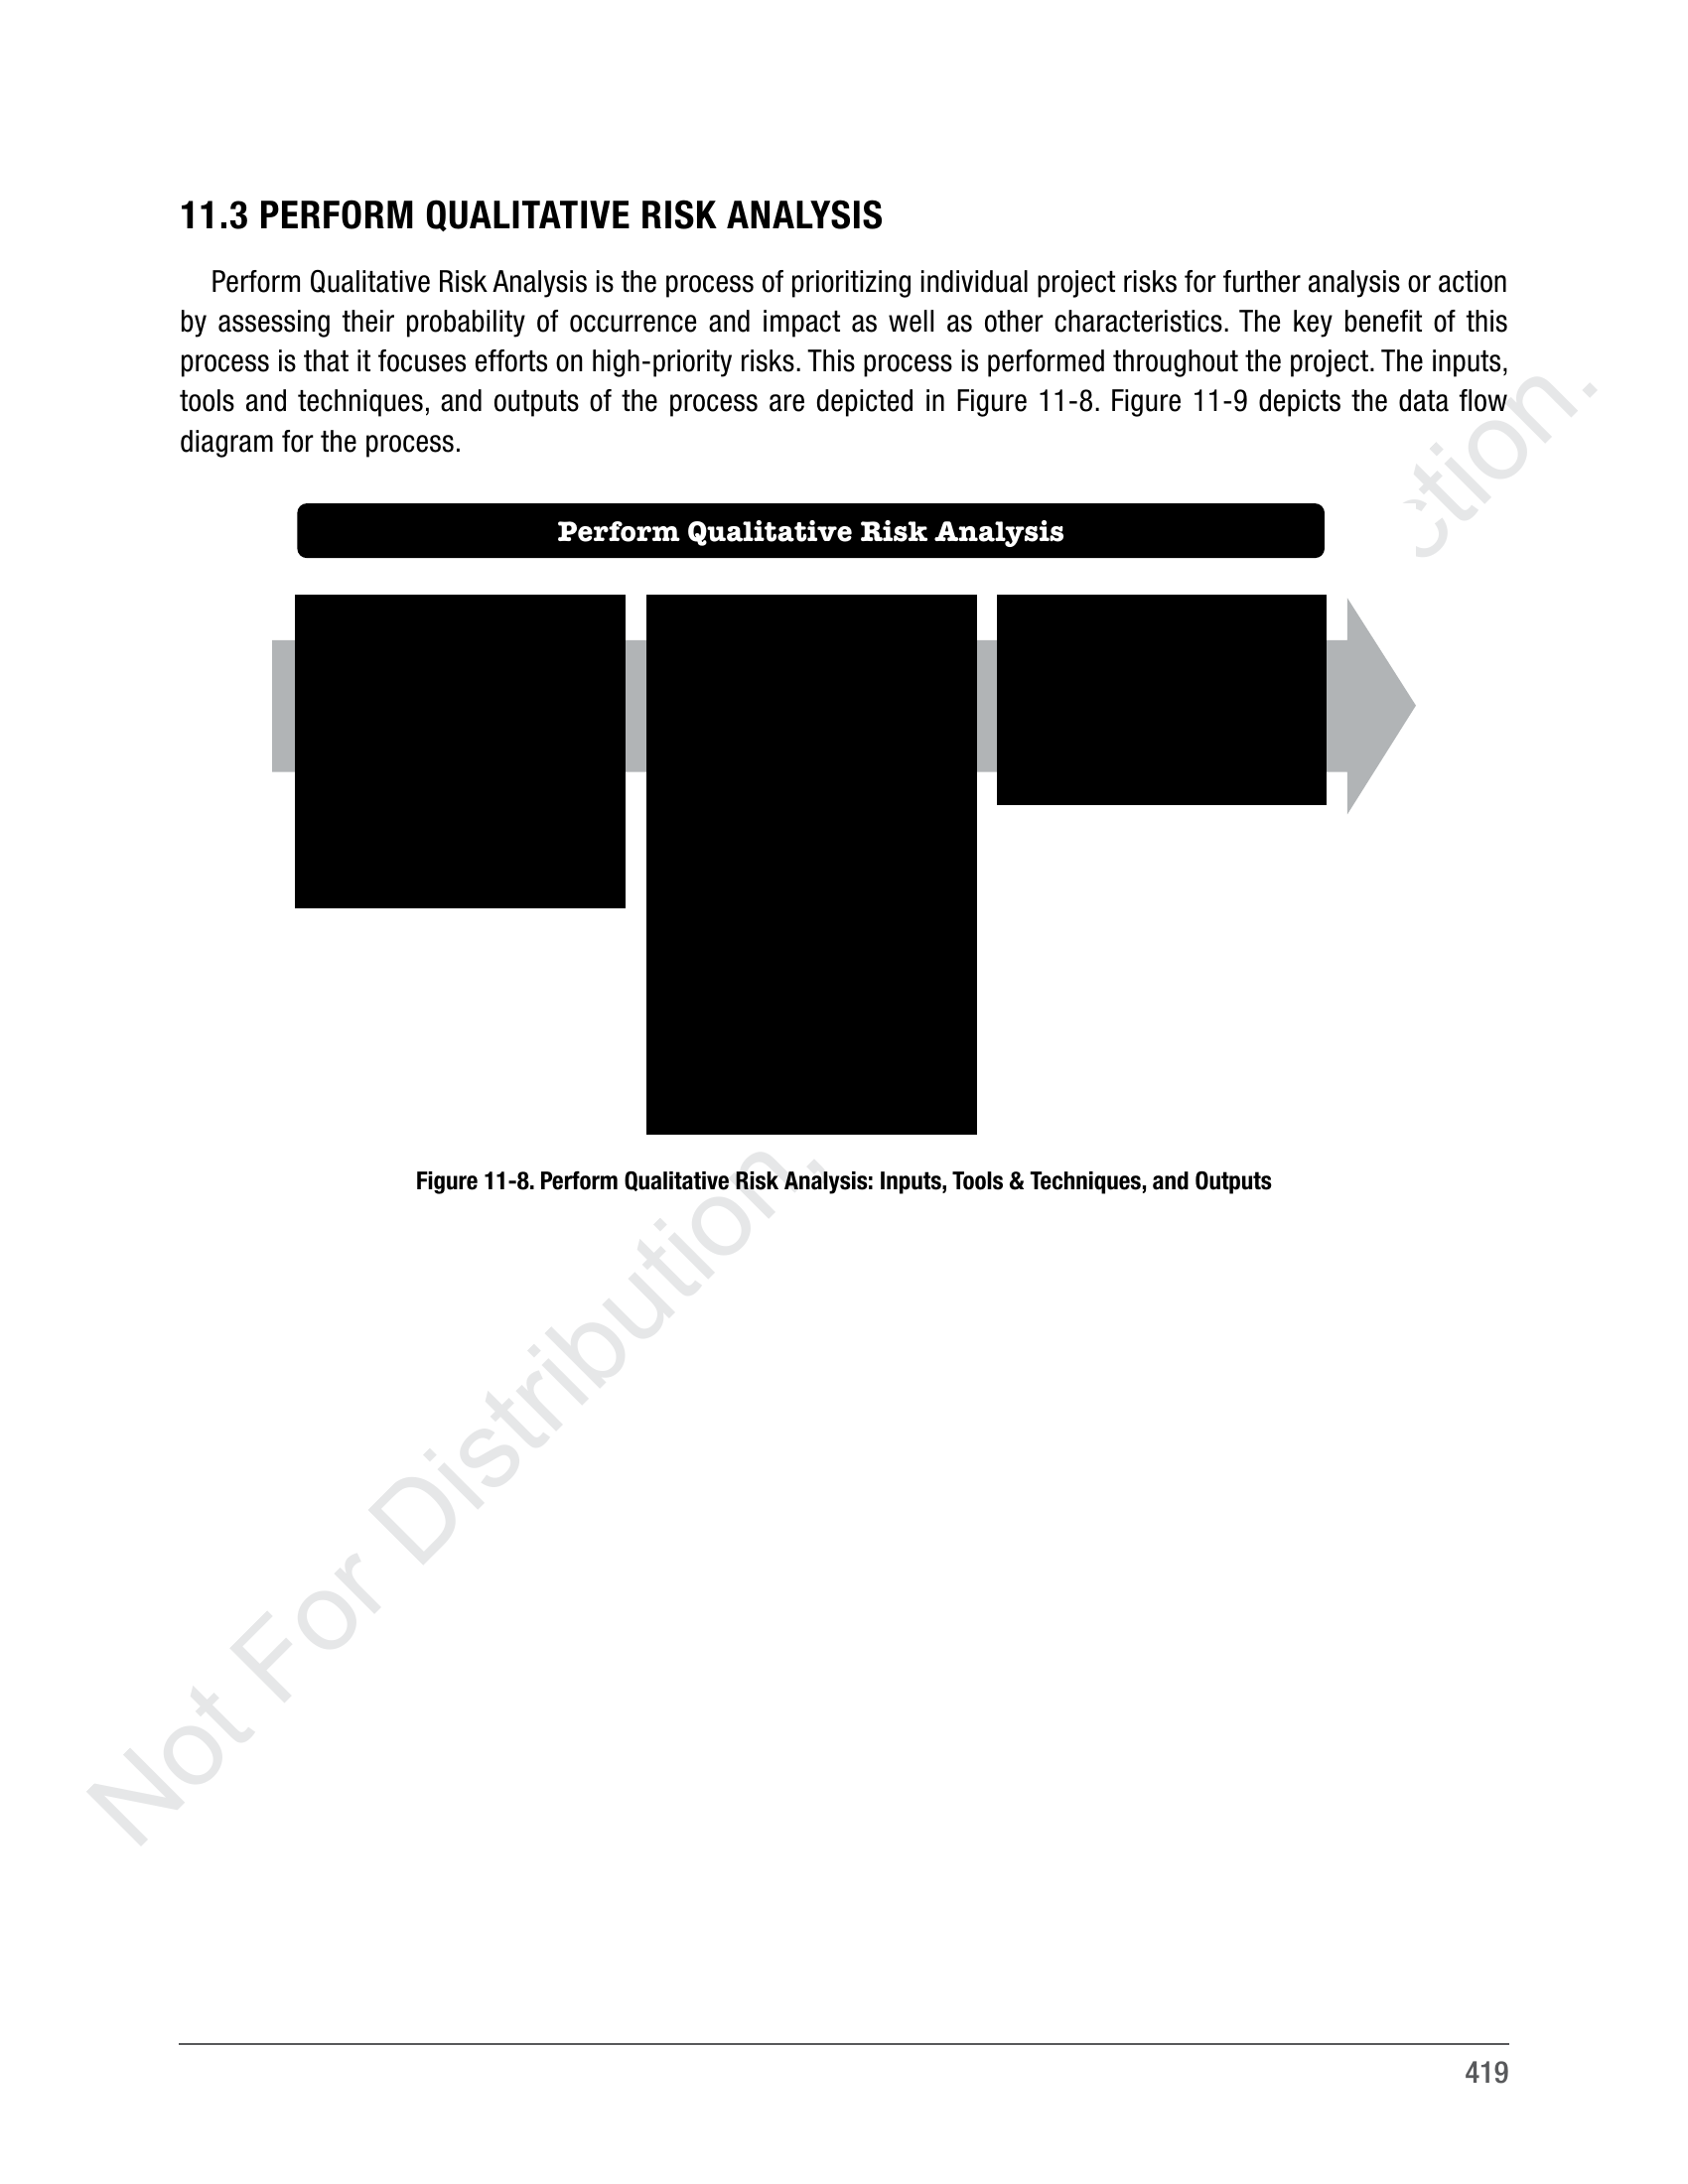 11.3 PERFORM QUALITATIVE RISK ANALYSIS
Perform Qualitative Risk Analysis is the process of prioritizing individual project risks for further analysis or action
by assessing their probability of occurrence and impact as well as other characteristics. The key benefit of this
process is that it focuses efforts on high-priority risks. This process is performed throughout the project. The inputs,
tools and techniques, and outputs of the process are depicted in Figure 11-8. Figure 11-9 depicts the data flow
diagram for the process.
Perform Qualitative Risk Analysis
Figure 11-8. Perform Qualitative Risk Analysis: Inputs, Tools & Techniques, and Outputs
Not For Distribution.
419